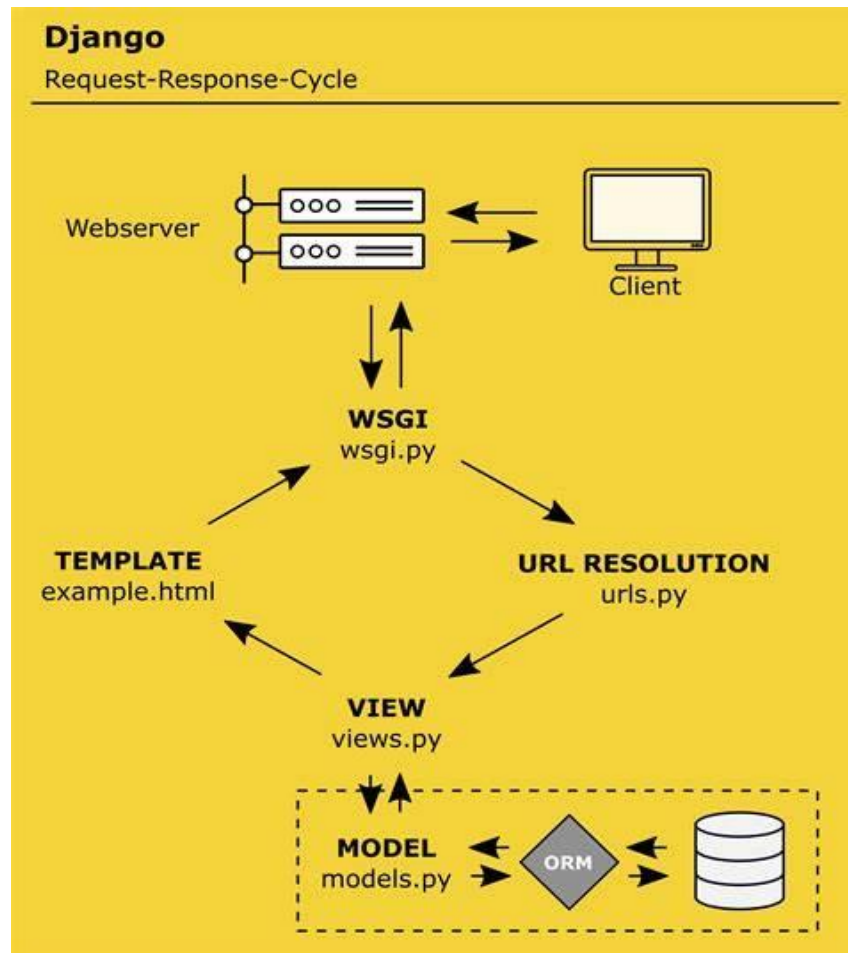 Django
Request-Response-Cycle
Webserver
Client
WSGI
wsgi.py
TEMPLATE
example.html
URL RESOLUTION
urls.py
VIEW
views.py
MODEL
models.py
ORM